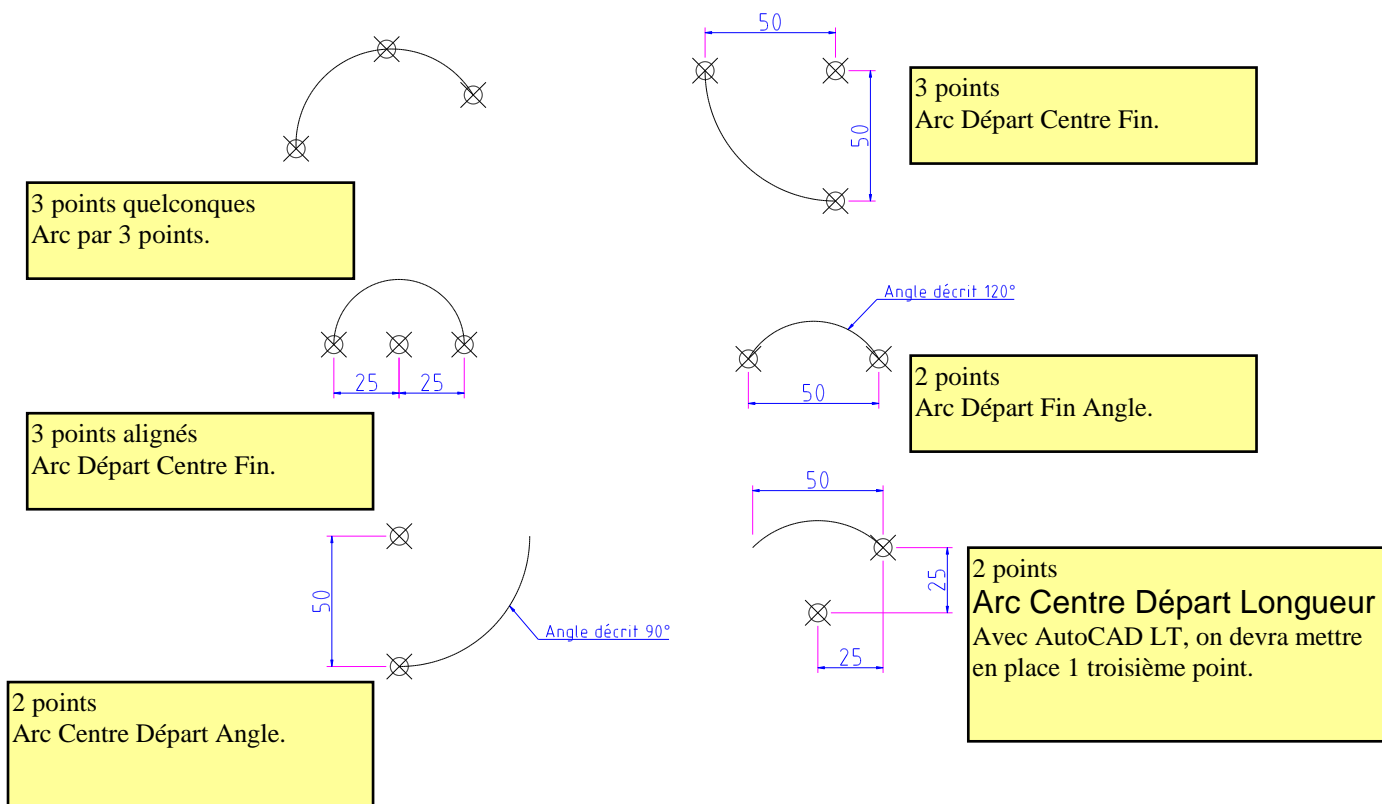 50
50
3 points
Arc Départ Centre Fin.
3 points quelconques
Arc par 3 points.
Angle décrit 120°
25
25
50
2 points
Arc Départ Fin Angle.
3 points alignés
Arc Départ Centre Fin.
50
50
Angle décrit 90°
25
25
2 points
Arc Centre Départ Longueur
Avec AutoCAD LT, on devra mettre
en place 1 troisième point.
2 points
Arc Centre Départ Angle.